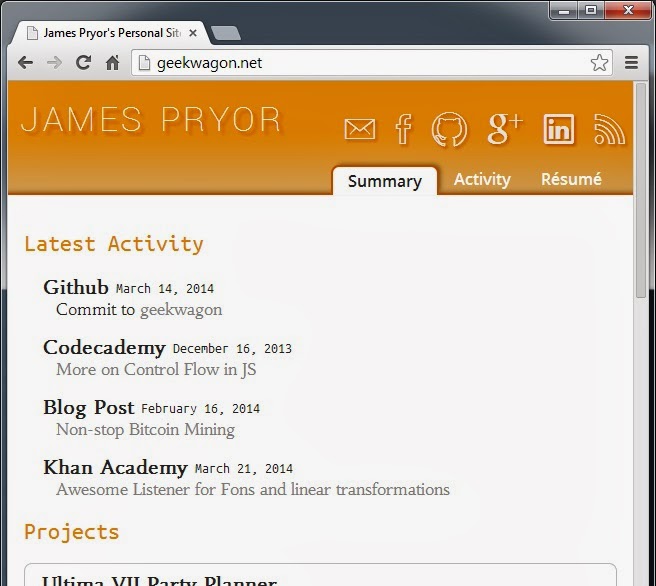 James Pryor's Personal Sit
geekwagon.net
JAMES PRYOR
f g+ in
Summary Activity Résumé
Latest Activity
Github March 14, 2014
Commit to geekwagon
Codecademy December 16, 2013
More on Control Flow in JS
Blog Post February 16, 2014
Non-stop Bitcoin Mining
Khan Academy March 21, 2014
Awesome Listener for Fons and linear transformations
Projects
Ultima VII Party Planner